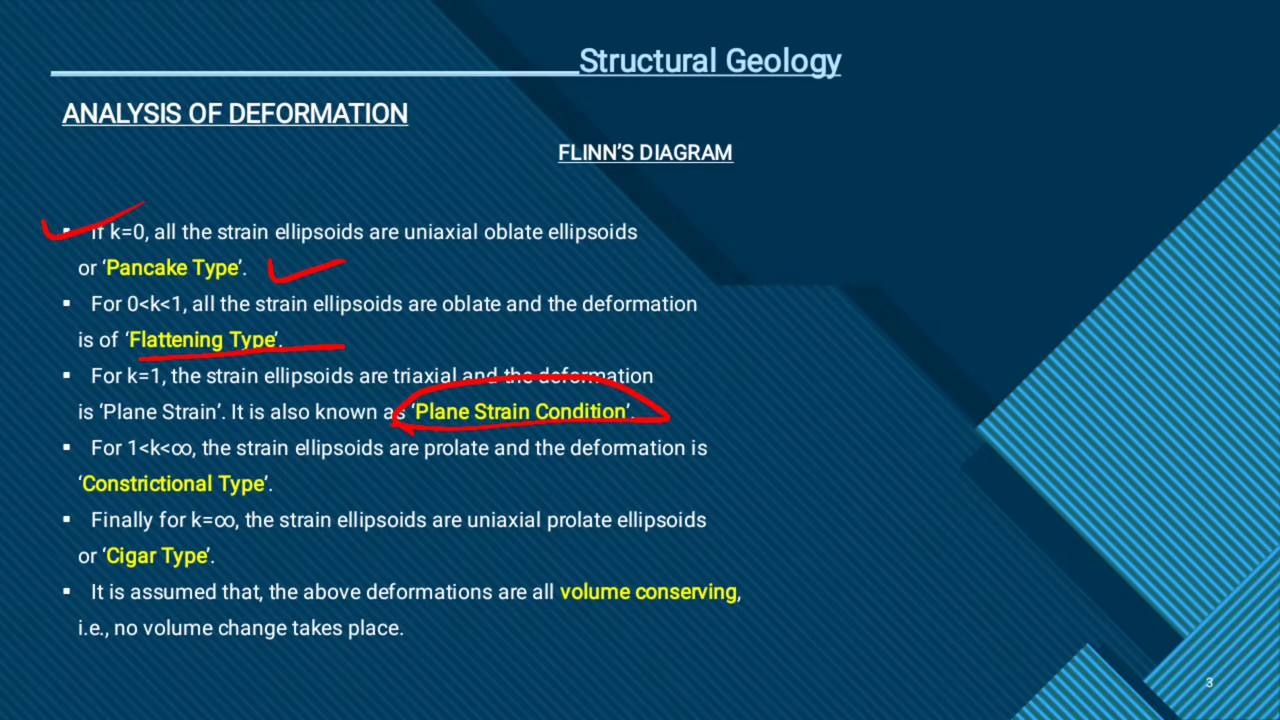 Structural Geology
ANALYSIS OF DEFORMATION
FLINN'S DIAGRAM
▪ If k=0, all the strain ellipsoids are uniaxial oblate ellipsoids
or ‘Pancake Type’.
▪ For 0<k<1, all the strain ellipsoids are oblate and the deformation
is of ‘Flattening Type’.
▪ For k=1, the strain ellipsoids are triaxial and the deformation
is ‘Plane Strain’. It is also known as ‘Plane Strain Condition’.
▪ For 1<k<∞, the strain ellipsoids are prolate and the deformation is
‘Constrictional Type’.
▪ Finally for k=∞, the strain ellipsoids are uniaxial prolate ellipsoids
or ‘Cigar Type’.
▪ It is assumed that, the above deformations are all volume conserving,
i.e., no volume change takes place.
3